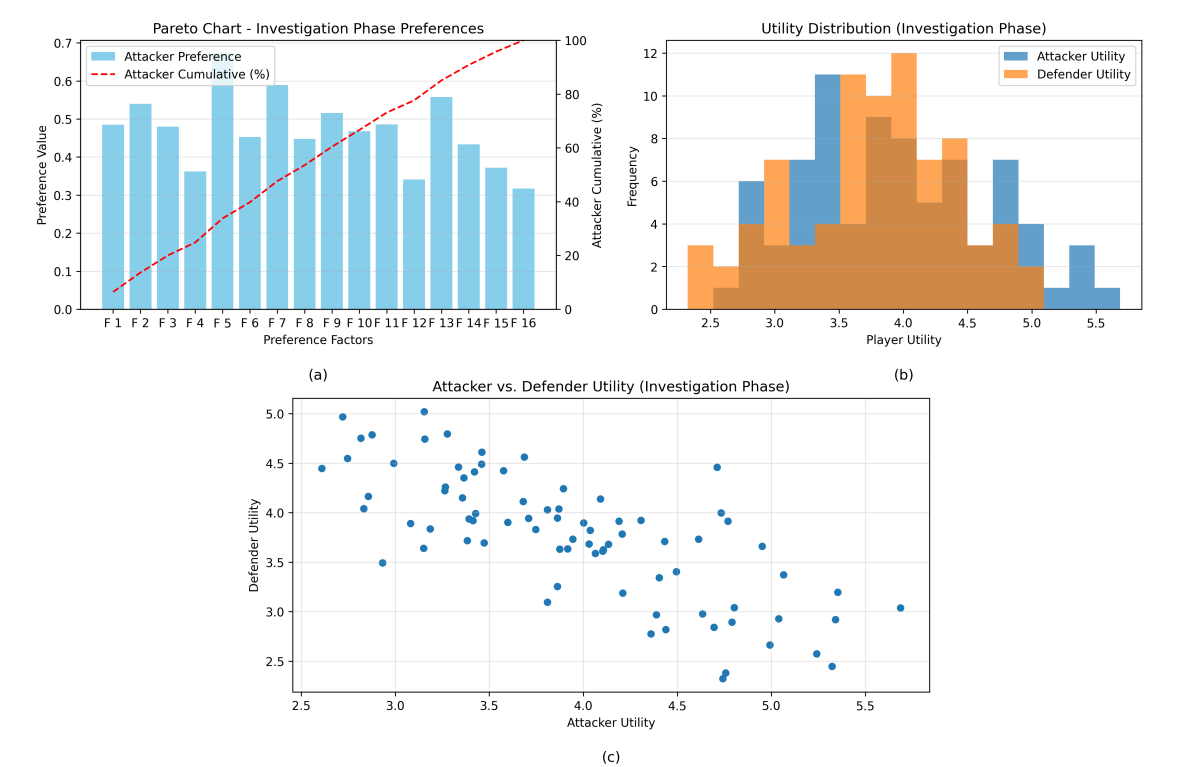 Pareto Chart - Investigation Phase Preferences
Attacker Preference
Attacker Cumulative (%)
Preference Value
0.7
0.6
0.5
0.4
0.3
0.2
0.1
0.0
100
80
60
40
20
0
Attacker Cumulative (%)
F 1 F 2 F 3 F 4 F 5 F 6 F 7 F 8 F 9 F 10 F 11 F 12 F 13 F 14 F 15 F 16
Preference Factors
(a)
Utility Distribution (Investigation Phase)
Attacker Utility
Defender Utility
Frequency
12
10
8
6
4
2
0
2.5 3.0 3.5 4.0 4.5 5.0 5.5
Player Utility
(b)
Attacker vs. Defender Utility (Investigation Phase)
Defender Utility
5.0
4.5
4.0
3.5
3.0
2.5
2.5 3.0 3.5 4.0 4.5 5.0 5.5
Attacker Utility
(c)